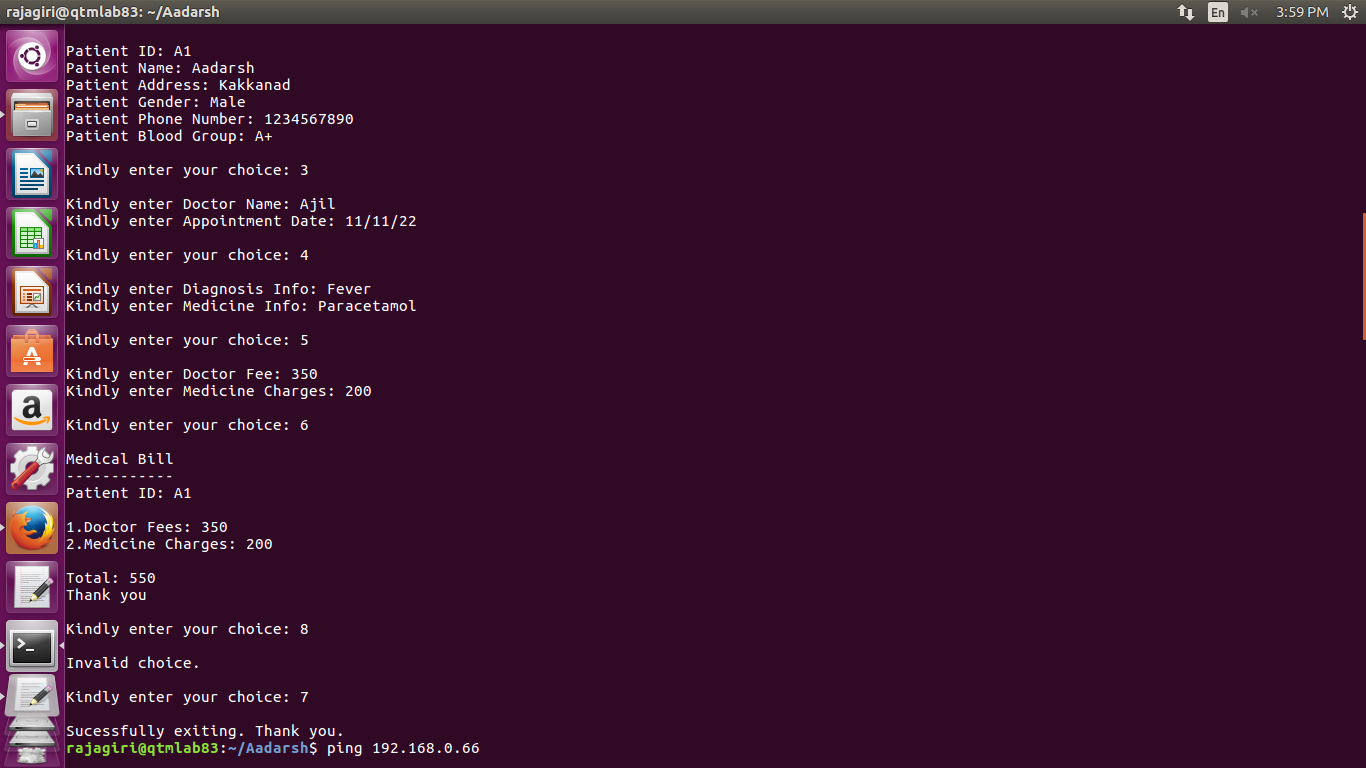 rajagiri@qtmlab83: ~/Aadarsh
En
3:59 PM
Patient ID: A1
Patient Name: Aadarsh
Patient Address: Kakkanad
Patient Gender: Male
Patient Phone Number: 1234567890
Patient Blood Group: A+
Kindly enter your choice: 3
Kindly enter Doctor Name: Ajil
Kindly enter Appointment Date: 11/11/22
Kindly enter your choice: 4
Kindly enter Diagnosis Info: Fever
Kindly enter Medicine Info: Paracetamol
Kindly enter your choice: 5
Kindly enter Doctor Fee: 350
Kindly enter Medicine Charges: 200
Kindly enter your choice: 6
Medical Bill
------------
Patient ID: A1
1.Doctor Fees: 350
2.Medicine Charges: 200
Total: 550
Thank you
Kindly enter your choice: 8
Invalid choice.
Kindly enter your choice: 7
Sucessfully exiting. Thank you.
rajagiri@qtmlab83:~/Aadarsh$ ping 192.168.0.66